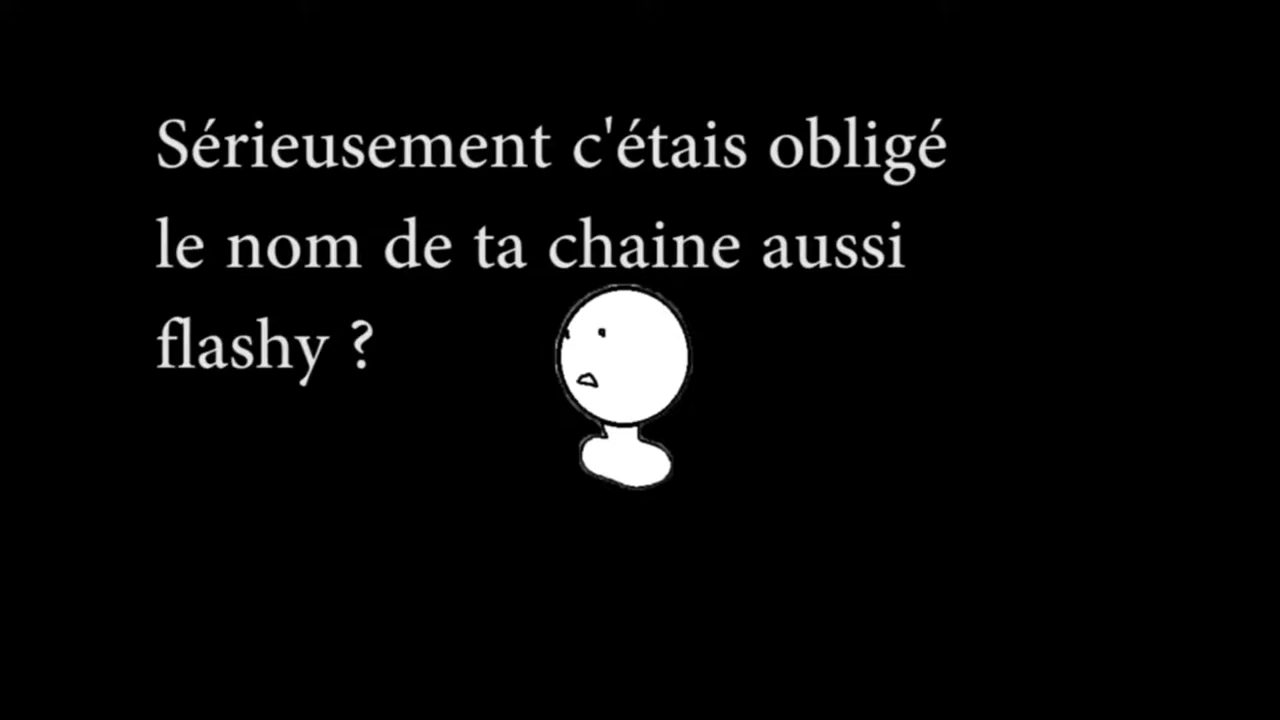 Sérieusement c'étais obligé
le nom de ta chaine aussi
flashy ?